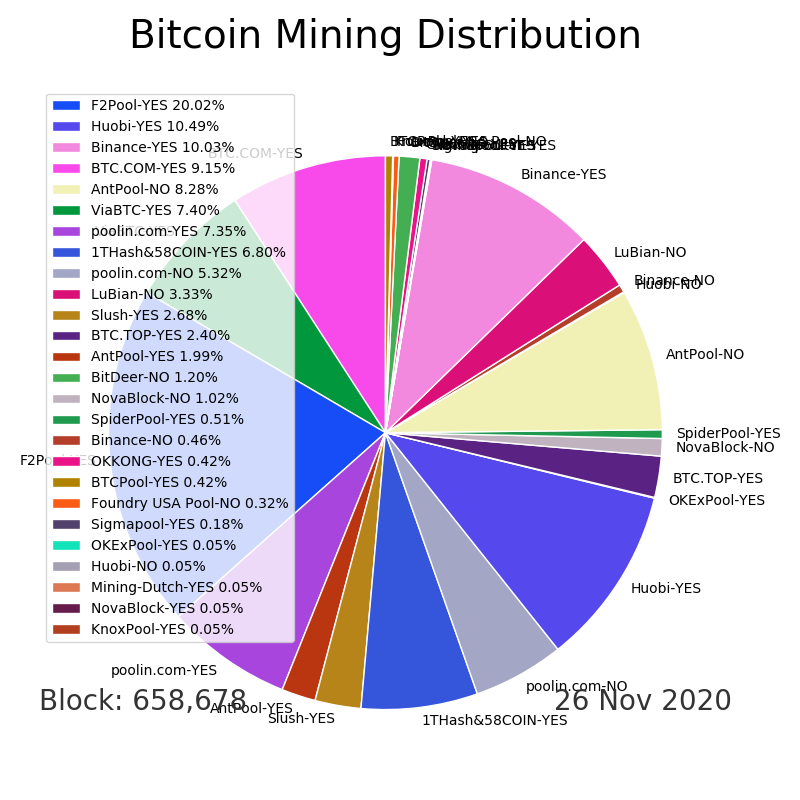 Bitcoin Mining Distribution
F2Pool-YES 20.02%
Huobi-YES 10.49%
Binance-YES 10.03%
BTC.COM-YES 9.15%
AntPool-NO 8.28%
ViaBTC-YES 7.40%
poolin.com-YES 7.35%
1THash&58COIN-YES 6.80%
poolin.com-NO 5.32%
LuBian-NO 3.33%
Slush-YES 2.68%
BTC.TOP-YES 2.40%
AntPool-YES 1.99%
BitDeer-NO 1.20%
NovaBlock-NO 1.02%
SpiderPool-YES 0.51%
Binance-NO 0.46%
OKKONG-YES 0.42%
BTCPool-YES 0.42%
Foundry USA Pool-NO 0.32%
Sigmapool-YES 0.18%
OKExPool-YES 0.05%
Huobi-NO 0.05%
Mining-Dutch-YES 0.05%
NovaBlock-YES 0.05%
KnoxPool-YES 0.05%
BTC.COM-YES
Binance-YES
LuBian-NO
Binance-NO
Huobi-NO
AntPool-NO
SpiderPool-YES
NovaBlock-NO
BTC.TOP-YES
OKExPool-YES
Huobi-YES
poolin.com-NO
1THash&58COIN-YES
Slush-YES
AntPool-YES
poolin.com-YES
F2Pool-YES
Block: 658,678
26 Nov 2020